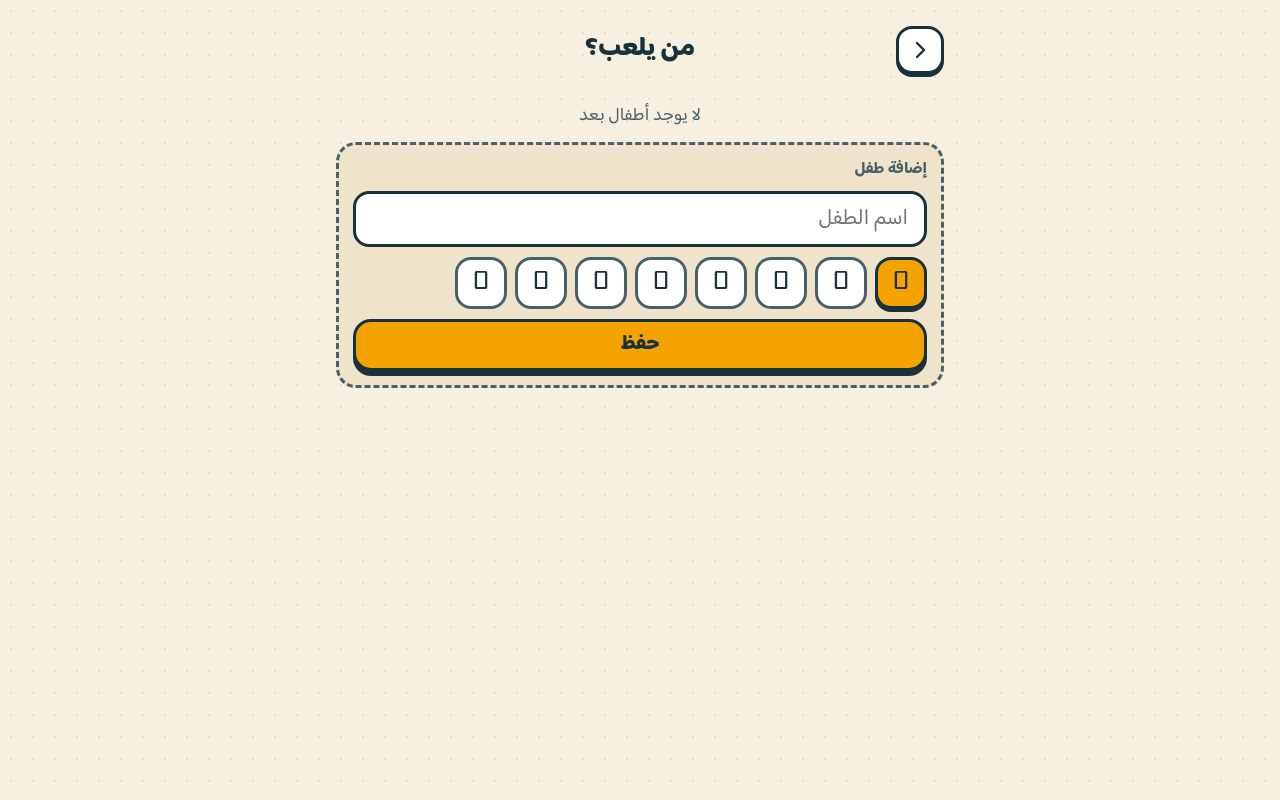 من يلعب؟
لا يوجد أطفال بعد
إضافة طفل
اسم الطفل
حفظ